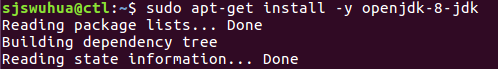 sjswuhua@ctl:~$ sudo apt-get install -y openjdk-8-jdk
Reading package lists... Done
Building dependency tree
Reading state information... Done